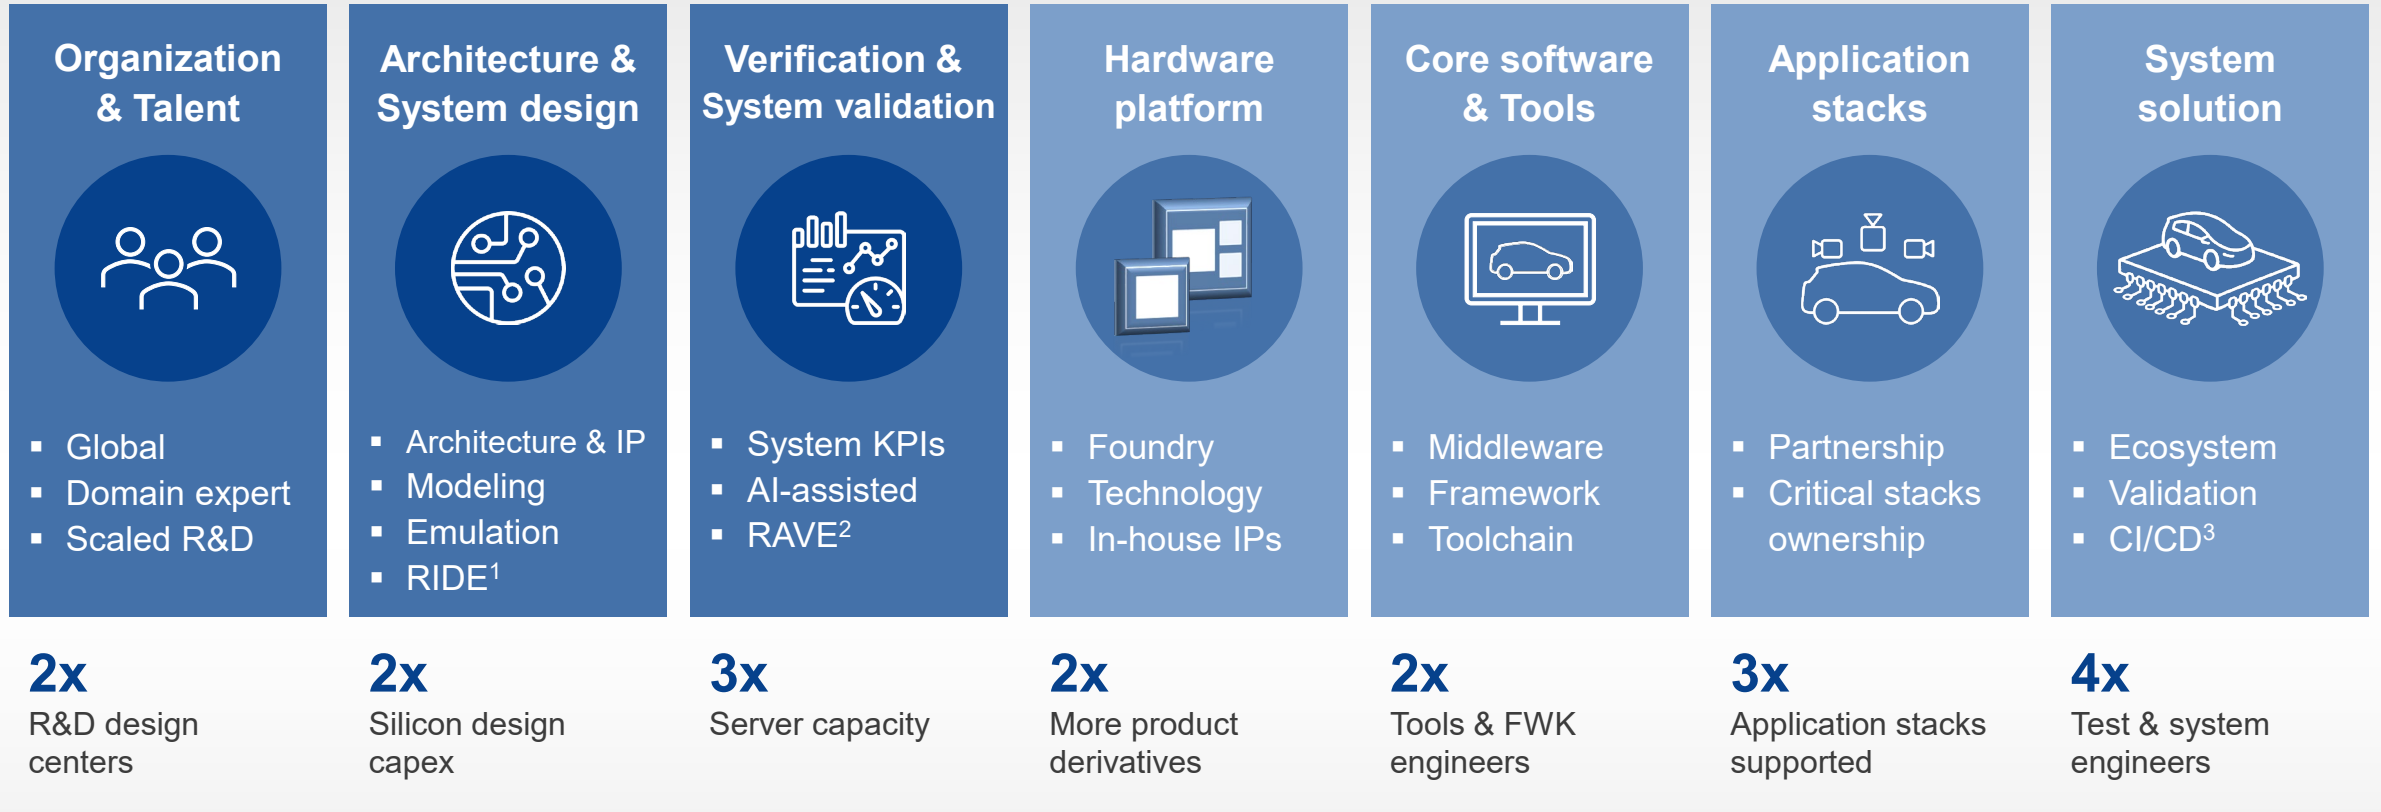 Organization
& Talent
▪ Global
▪ Domain expert
▪ Scaled R&D
2x
R&D design
centers
Architecture &
System design
▪ Architecture & IP
▪ Modeling
▪ Emulation
▪ RIDE¹
2x
Silicon design
capex
Verification &
System validation
▪ System KPIs
▪ AI-assisted
▪ RAVE²
3x
Server capacity
Hardware
platform
▪ Foundry
▪ Technology
▪ In-house IPs
2x
More product
derivatives
Core software
& Tools
▪ Middleware
▪ Framework
▪ Toolchain
2x
Tools & FWK
engineers
Application
stacks
▪ Partnership
▪ Critical stacks
ownership
3x
Application stacks
supported
System
solution
▪ Ecosystem
▪ Validation
▪ CI/CD³
4x
Test & system
engineers